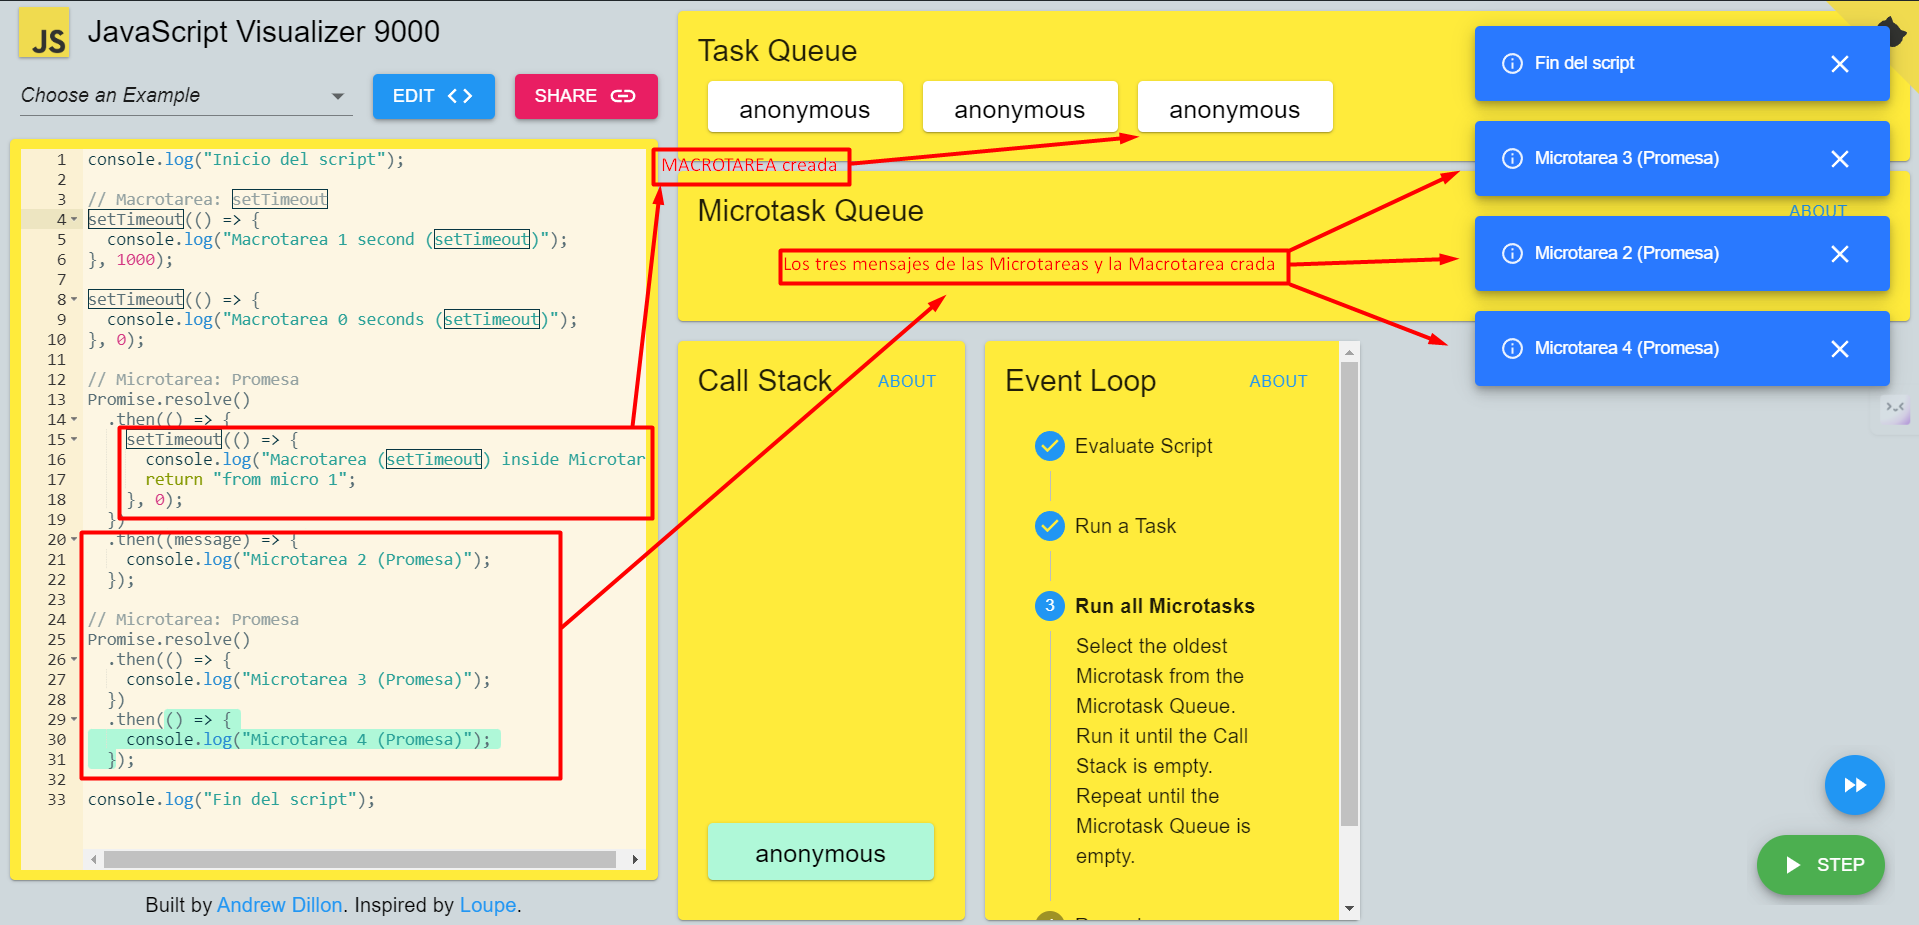 JS
JavaScript Visualizer 9000
Choose an Example
EDIT
SHARE
1 console.log("Inicio del script");
2
3 // Macrotarea: setTimeout
4 setTimeout(() => {
5 console.log("Macrotarea 1 second (setTimeout)");
6 }, 1000);
7
8 setTimeout(() => {
9 console.log("Macrotarea 0 seconds (setTimeout)");
10 }, 0);
11
12 // Microtarea: Promesa
13 Promise.resolve()
14 .then(() => {
15 setTimeout(() => {
16 console.log("Macrotarea (setTimeout) inside Microtar
17 return "from micro 1";
18 }, 0);
19 })
20 .then((message) => {
21 console.log("Microtarea 2 (Promesa)");
22 });
23
24 // Microtarea: Promesa
25 Promise.resolve()
26 .then(() => {
27 console.log("Microtarea 3 (Promesa)");
28 })
29 .then(() => {
30 console.log("Microtarea 4 (Promesa)");
31 });
32
33 console.log("Fin del script");
Built by Andrew Dillon. Inspired by Loupe.
Task Queue
anonymous
anonymous
anonymous
MACROTAREA creada
Microtask Queue
ABOUT
Los tres mensajes de las Microtareas y la Macrotarea crada
Fin del script
Microtarea 3 (Promesa)
Microtarea 2 (Promesa)
Microtarea 4 (Promesa)
Call Stack
ABOUT
anonymous
Event Loop
ABOUT
Evaluate Script
Run a Task
3 Run all Microtasks
Select the oldest
Microtask from the
Microtask Queue.
Run it until the Call
Stack is empty.
Repeat until the
Microtask Queue is
empty.
STEP